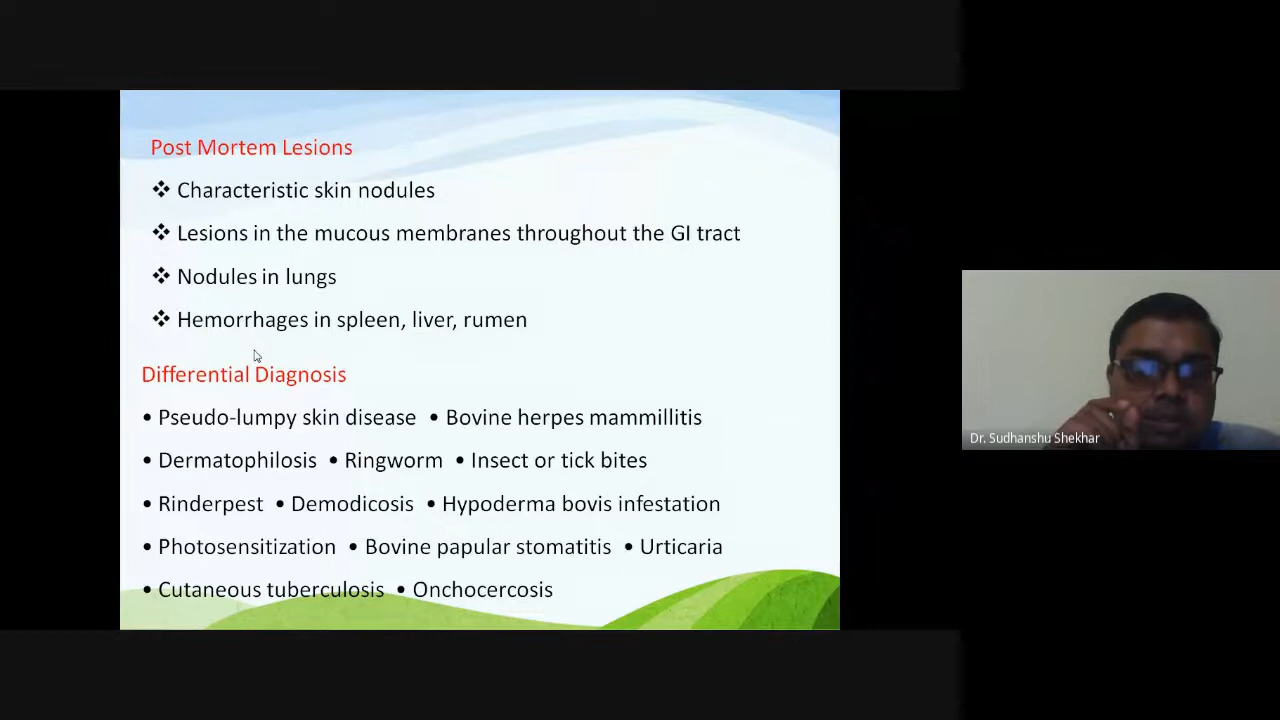 Post Mortem Lesions
❖ Characteristic skin nodules
❖ Lesions in the mucous membranes throughout the GI tract
❖ Nodules in lungs
❖ Hemorrhages in spleen, liver, rumen
Differential Diagnosis
• Pseudo-lumpy skin disease • Bovine herpes mammillitis
• Dermatophilosis • Ringworm • Insect or tick bites
• Rinderpest • Demodicosis • Hypoderma bovis infestation
• Photosensitization • Bovine papular stomatitis • Urticaria
• Cutaneous tuberculosis • Onchocercosis
Dr. Sudhanshu Shekhar